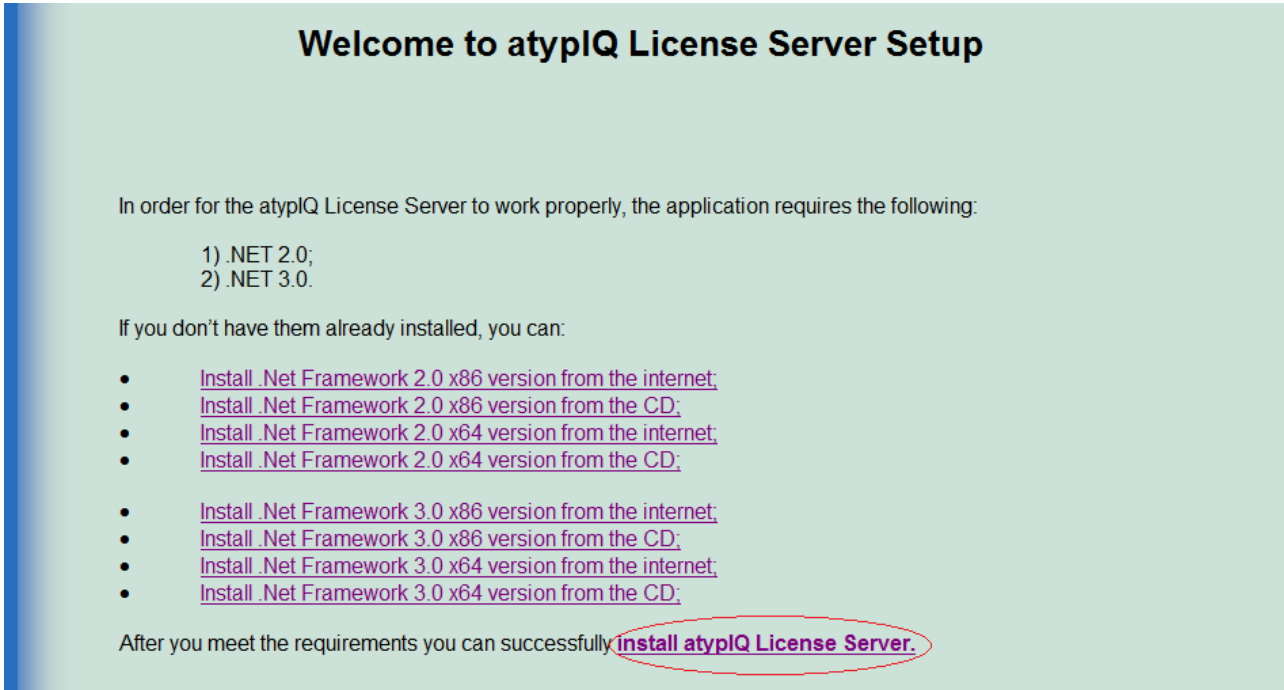 Welcome to atypIQ License Server Setup
In order for the atypIQ License Server to work properly, the application requires the following:
1) .NET 2.0;
2) .NET 3.0.
If you don’t have them already installed, you can:
• Install .Net Framework 2.0 x86 version from the internet;
• Install .Net Framework 2.0 x86 version from the CD;
• Install .Net Framework 2.0 x64 version from the internet;
• Install .Net Framework 2.0 x64 version from the CD;
• Install .Net Framework 3.0 x86 version from the internet;
• Install .Net Framework 3.0 x86 version from the CD;
• Install .Net Framework 3.0 x64 version from the internet;
• Install .Net Framework 3.0 x64 version from the CD;
After you meet the requirements you can successfully install atypIQ License Server.